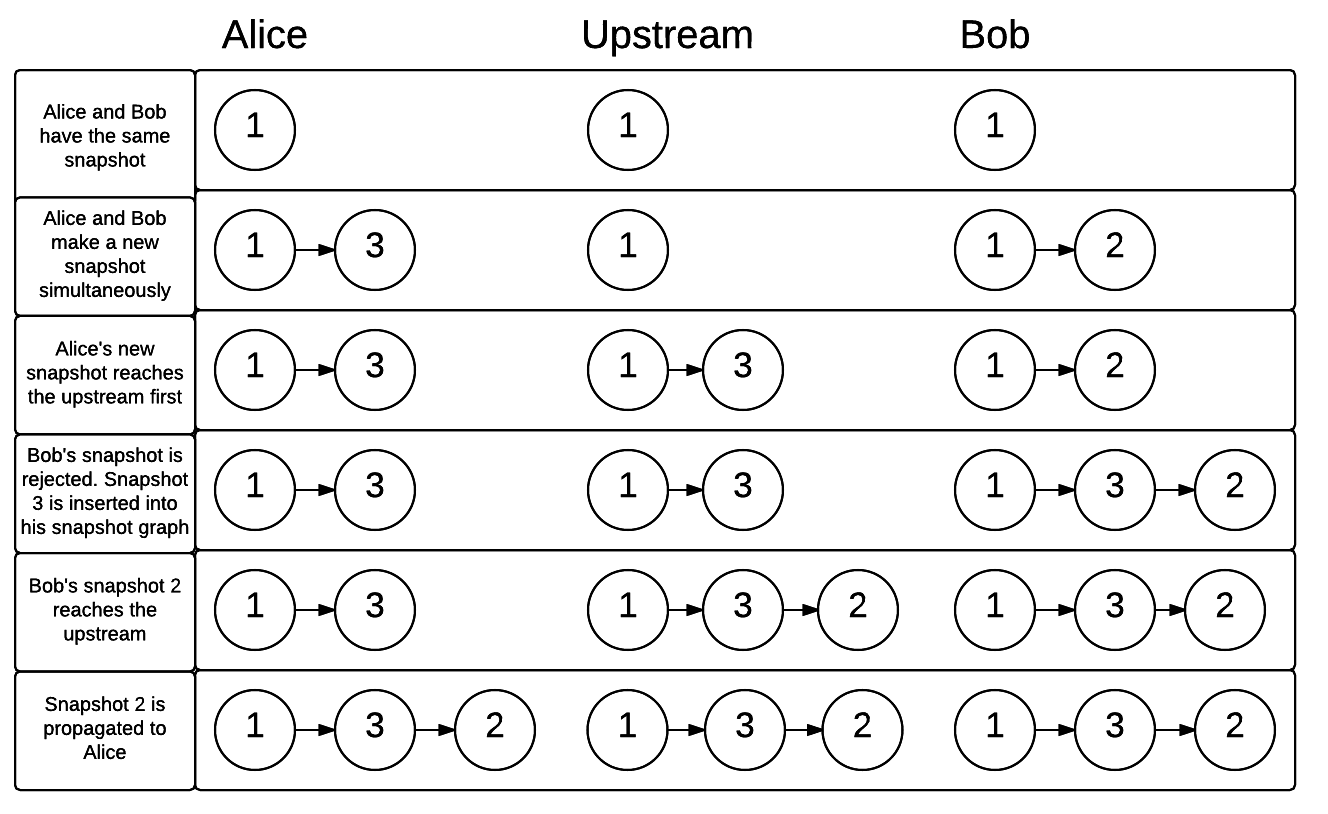 Alice Upstream Bob
Alice and Bob
have the same
snapshot
1 1 1
Alice and Bob
make a new
snapshot
simultaneously
1 3 1 1 2
Alice's new
snapshot reaches
the upstream first
1 3 1 3 1 2
Bob's snapshot is
rejected. Snapshot
3 is inserted into
his snapshot graph
1 3 1 3 1 3 2
Bob's snapshot 2
reaches the
upstream
1 3 1 3 2 1 3 2
Snapshot 2 is
propagated to
Alice
1 3 2 1 3 2 1 3 2